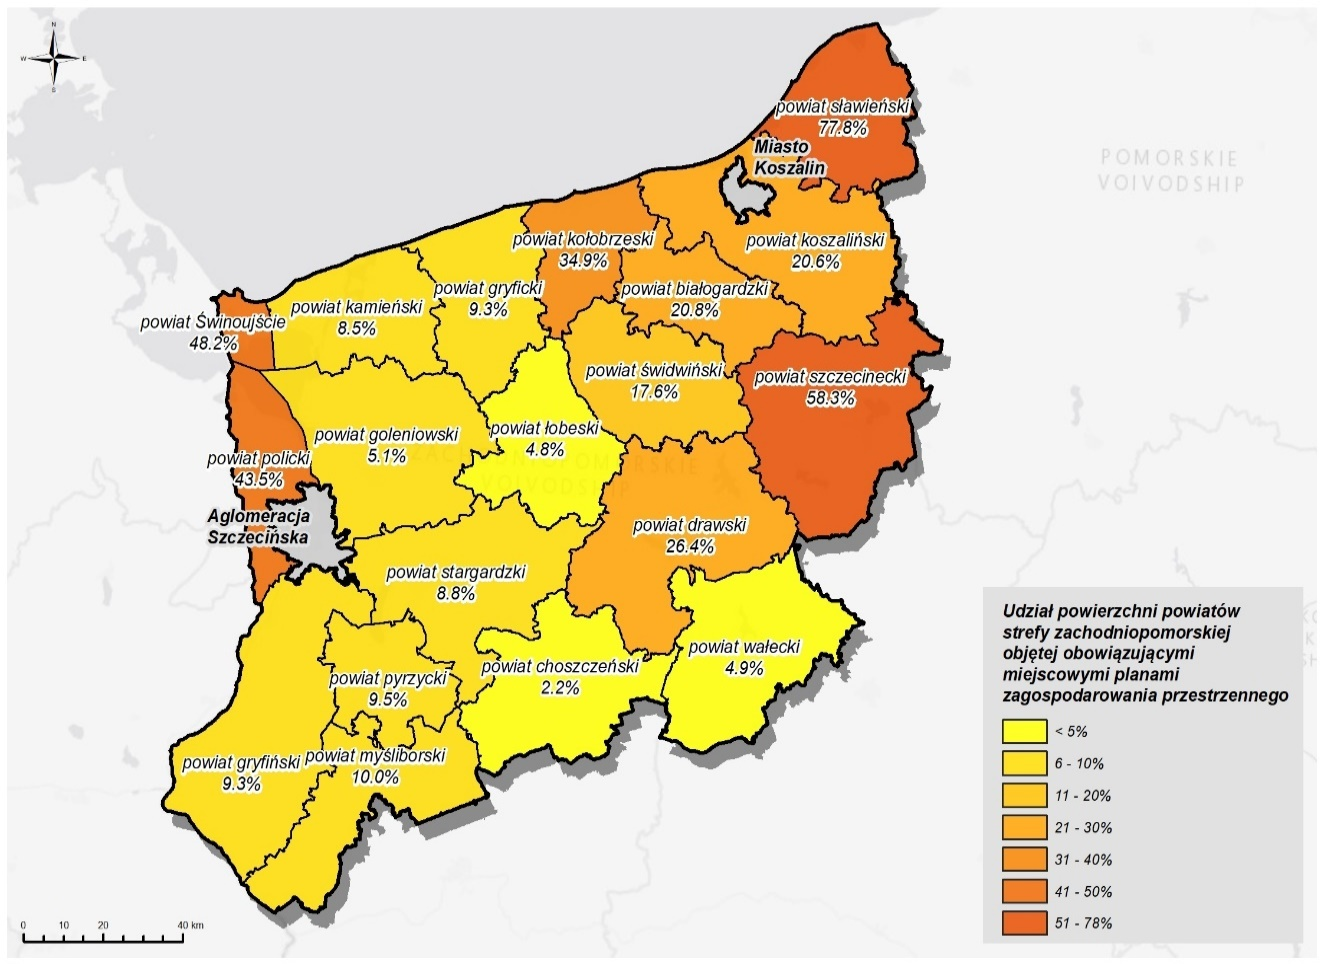 N
W
E
S
POMORSKIE
VOIVODSHIP
powiat sławieński
77.8%
Miasto
Koszalin
powiat kołobrzeski
34.9%
powiat koszaliński
20.6%
powiat gryficki
9.3%
powiat białogardzki
20.8%
powiat kamieński
8.5%
powiat Świnoujście
48.2%
powiat świdwiński
17.6%
powiat szczecinecki
58.3%
powiat goleniowski
5.1%
powiat łobeski
4.8%
ZACHODNIOPOMORSKIE
VOIVODSHIP
powiat policki
43.5%
Aglomeracja
Szczecińska
powiat drawski
26.4%
powiat stargardzki
8.8%
powiat wałecki
4.9%
powiat choszczeński
2.2%
powiat pyrzycki
9.5%
powiat gryfiński
9.3%
powiat myśliborski
10.0%
Udział powierzchni powiatów
strefy zachodniopomorskiej
objętej obowiązującymi
miejscowymi planami
zagospodarowania przestrzennego
< 5%
6 - 10%
11 - 20%
21 - 30%
31 - 40%
41 - 50%
51 - 78%
0 10 20 40 km